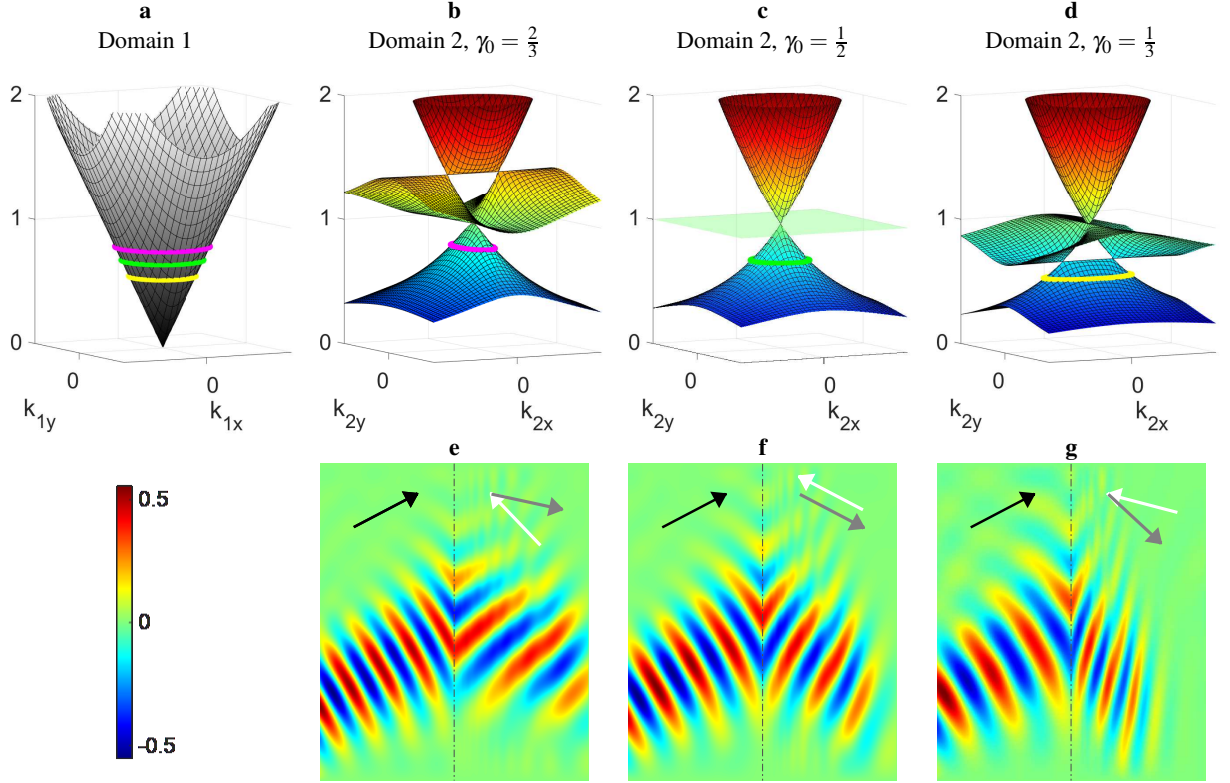 a
Domain 1
2
1
0
0
0
k1y
k1x
b
Domain 2, γ0 = 2/3
2
1
0
0
0
k2y
k2x
c
Domain 2, γ0 = 1/2
2
1
0
0
0
k2y
k2x
d
Domain 2, γ0 = 1/3
2
1
0
0
0
k2y
k2x
0.5
0
-0.5
e
f
g